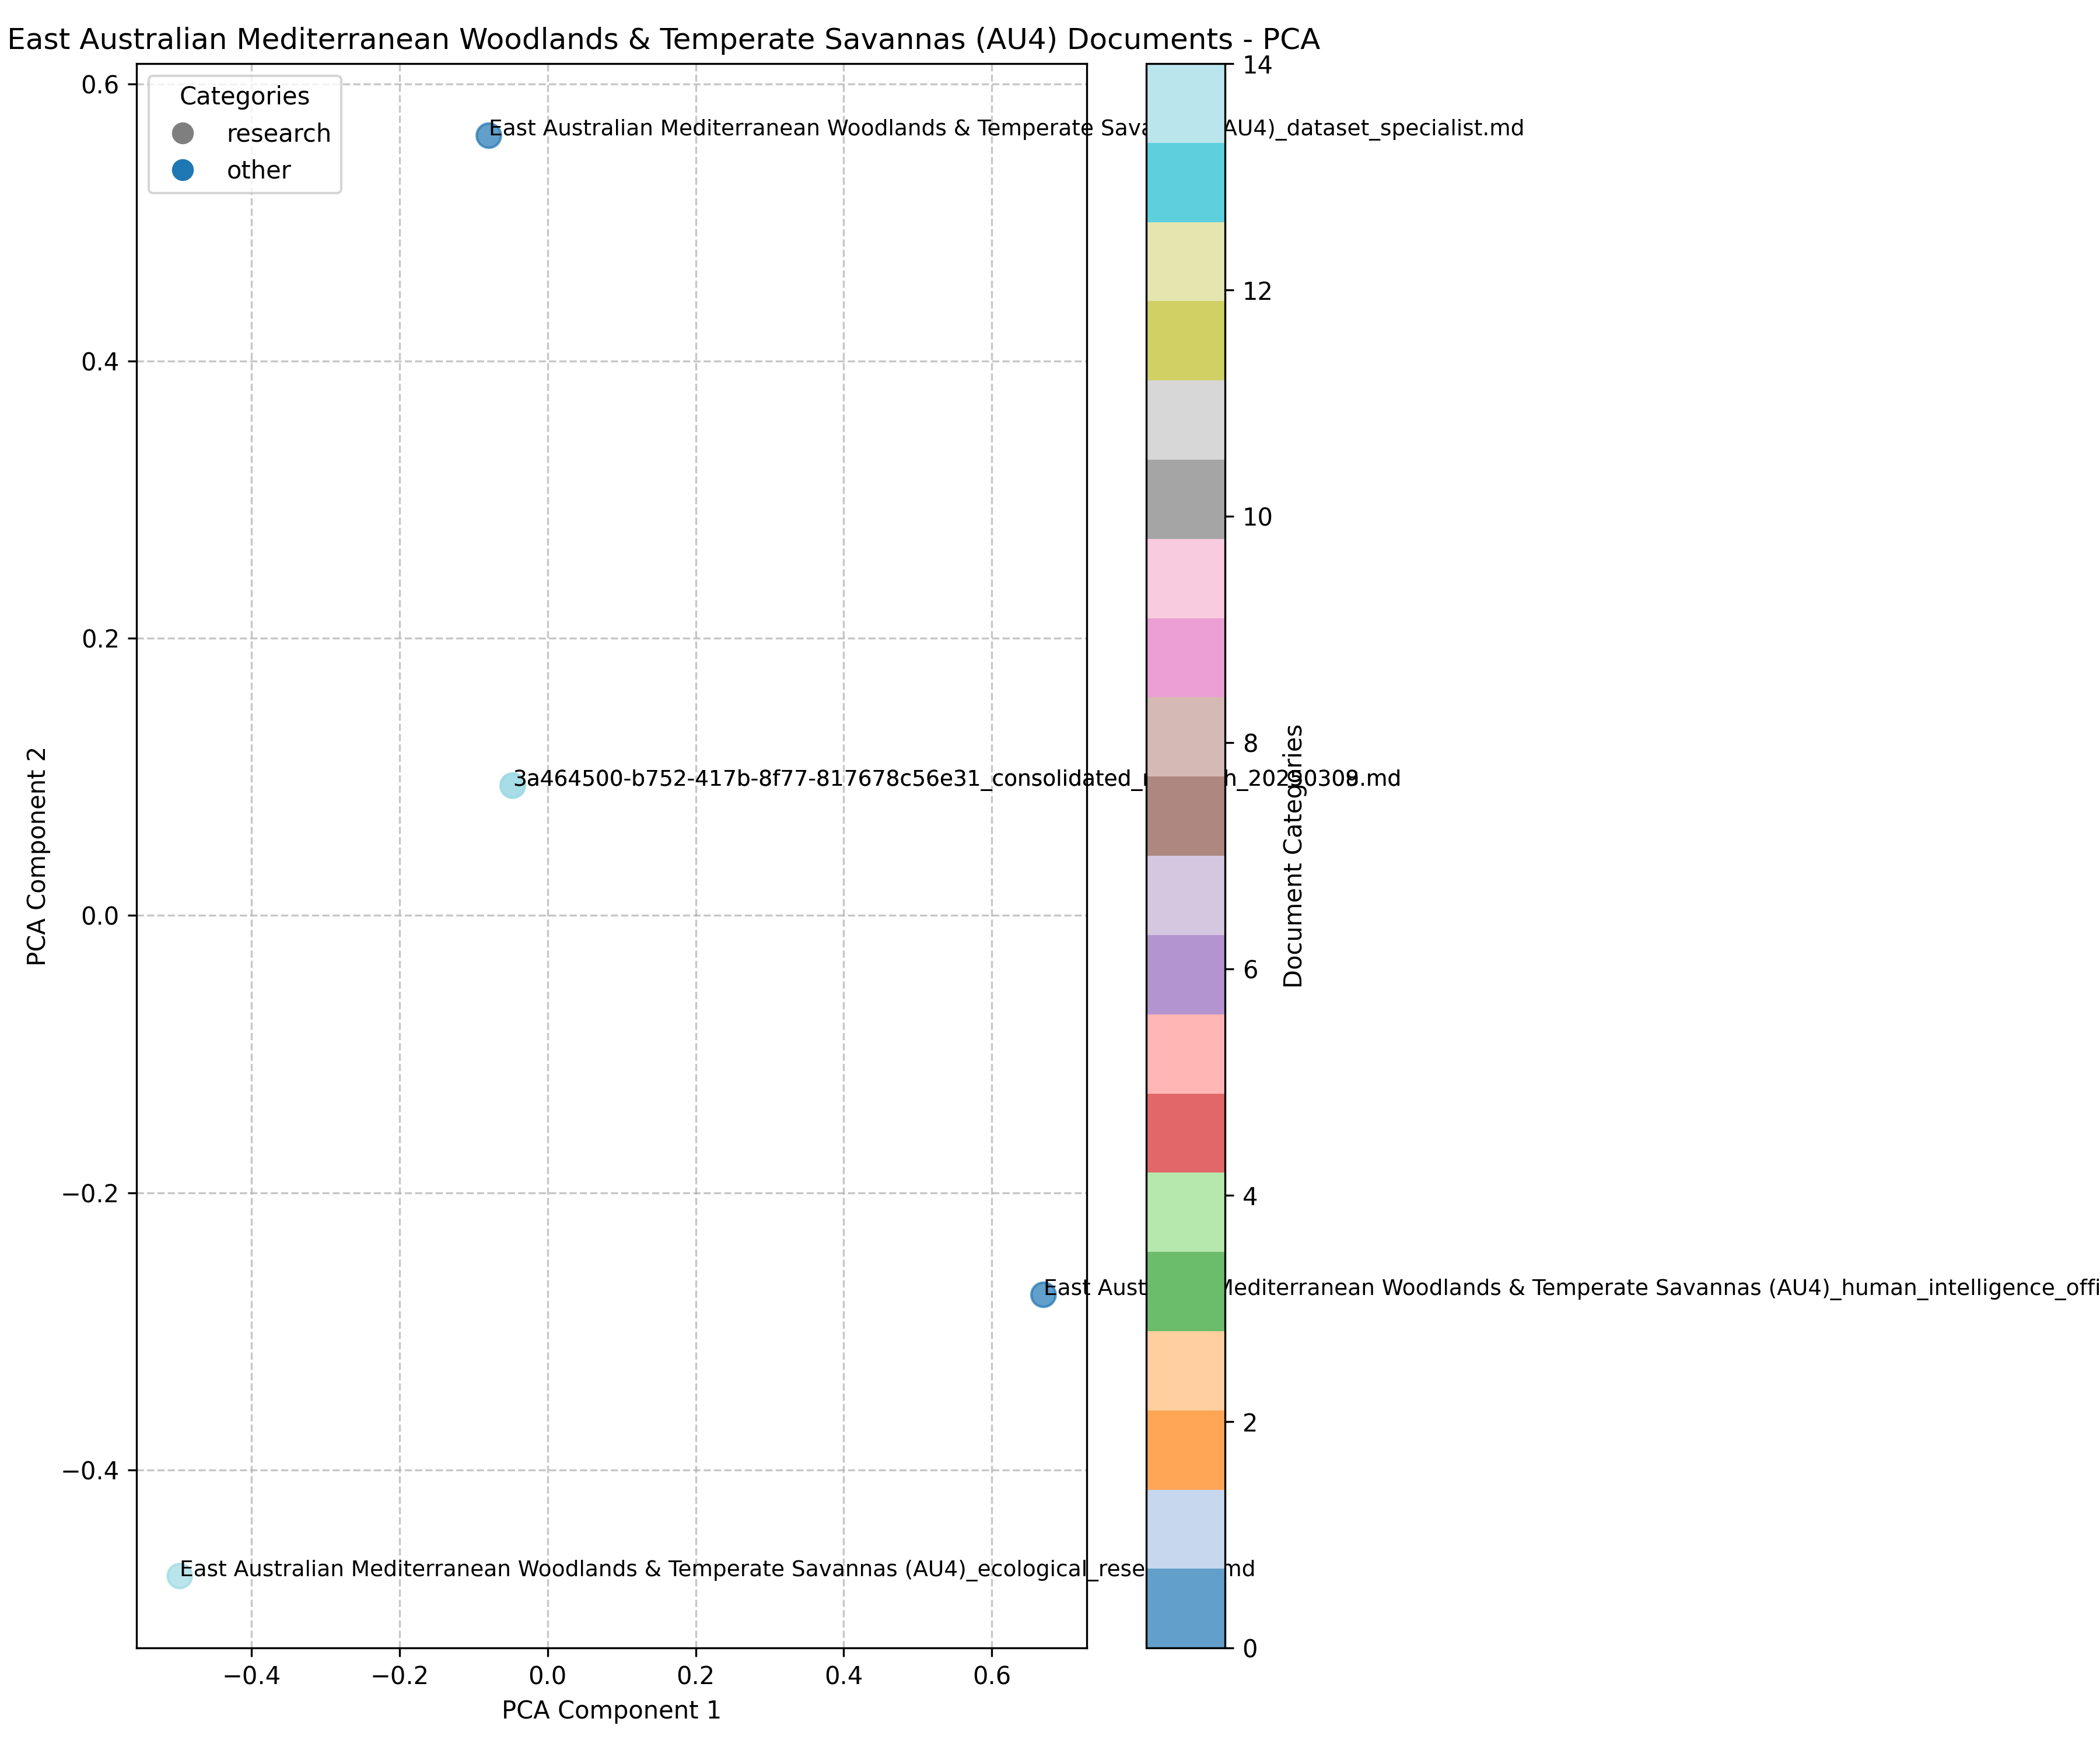 East Australian Mediterranean Woodlands & Temperate Savannas (AU4) Documents - PCA
Categories
research
other
East Australian Mediterranean Woodlands & Temperate AU4)_dataset_specialist.md
3a464500-b752-417b-8f77-817678c56e31_consolidated_
East Mediterranean Woodlands & Temperate Savannas (AU4)_human_intelligence_offi
East Australian Mediterranean Woodlands & Temperate Savannas (AU4)_ecological_rese md
PCA Component 2
0.6
0.4
0.2
0.0
−0.2
−0.4
−0.4
−0.2
0.0
0.2
0.4
0.6
PCA Component 1
14
12
10
8
6
4
2
0
Document Categories